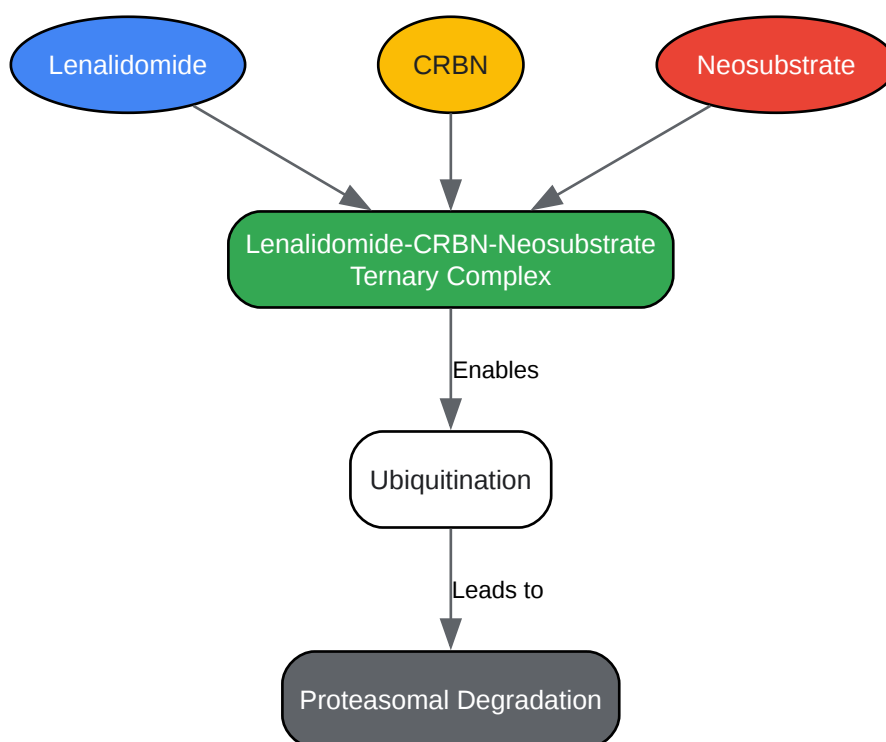 Lenalidomide
CRBN
Neosubstrate
Lenalidomide-CRBN-Neosubstrate
Ternary Complex
Enables
Ubiquitination
Leads to
Proteasomal Degradation